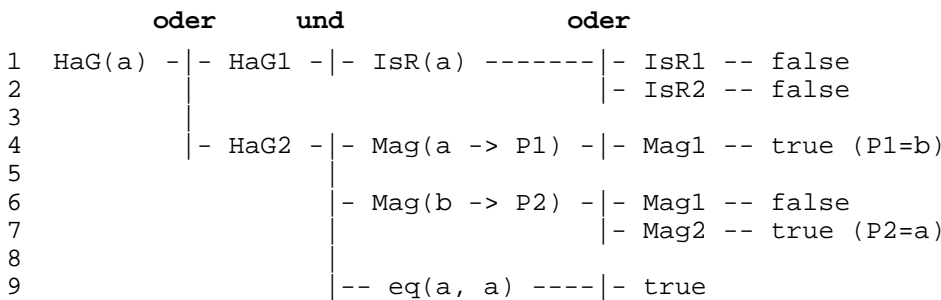 oder und oder
1 HaG(a) -|- HaG1 -|- IsR(a) -------|- IsR1 -- false
2 | |- IsR2 -- false
3 |
4 |- HaG2 -|- Mag(a -> P1) -|- Mag1 -- true (P1=b)
5 |
6 |- Mag(b -> P2) -|- Mag1 -- false
7 | |- Mag2 -- true (P2=a)
8 |
9 |-- eq(a, a) ----|- true